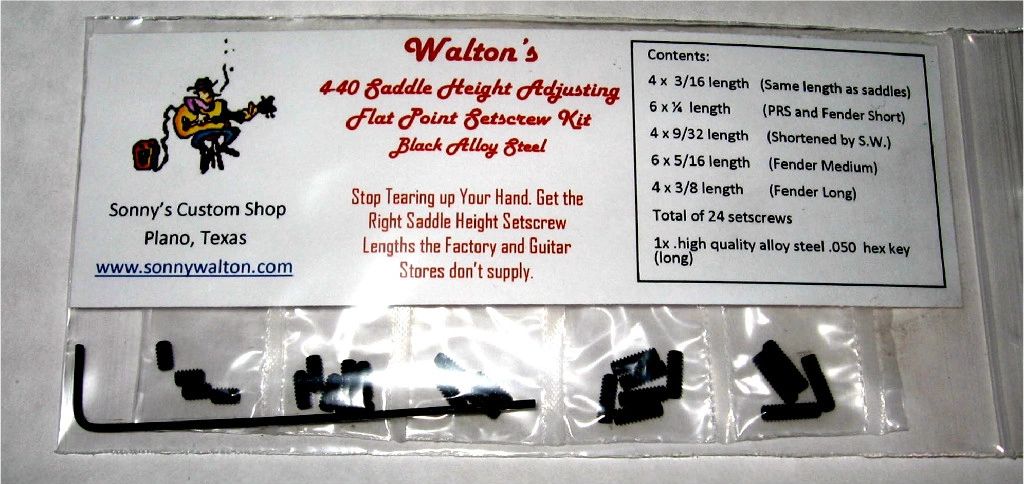 Walton's
4-40 Saddle Height Adjusting
Flat Point Setscrew Kit
Black Alloy Steel
Stop Tearing up Your Hand. Get the
Right Saddle Height Setscrew
Lengths the Factory and Guitar
Stores don't supply.
Sonny's Custom Shop
Plano, Texas
www.sonnywalton.com
Contents:
4 x 3/16 length (Same length as saddles)
6 x ¼ length (PRS and Fender Short)
4 x 9/32 length (Shortened by S.W.)
6 x 5/16 length (Fender Medium)
4 x 3/8 length (Fender Long)
Total of 24 setscrews
1x .high quality alloy steel .050 hex key
(long)